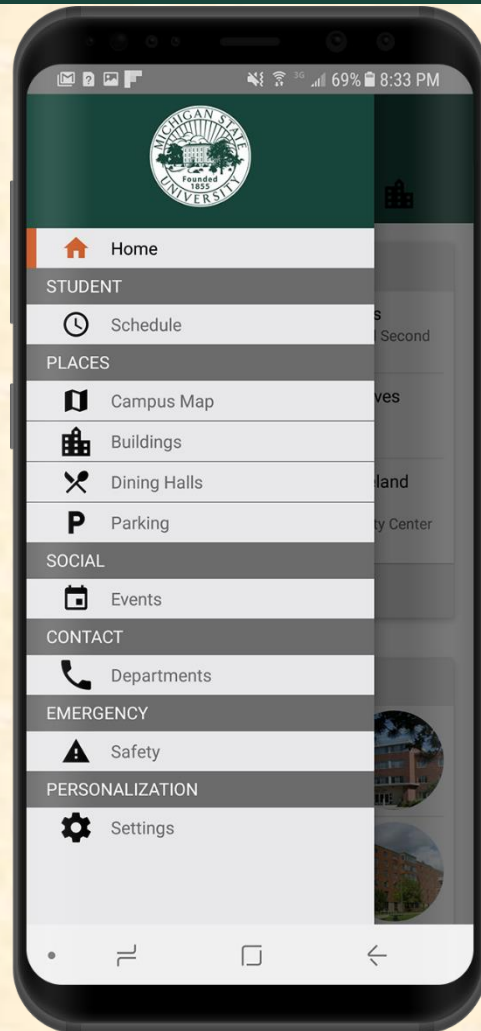 3G 69% 8:33 PM
MICHIGAN STATE UNIVERSITY
Founded
1855
Home
STUDENT
Schedule
s
Second
PLACES
Campus Map
ves
Buildings
Dining Halls
land
Parking
ty Center
SOCIAL
Events
CONTACT
Departments
EMERGENCY
Safety
PERSONALIZATION
Settings